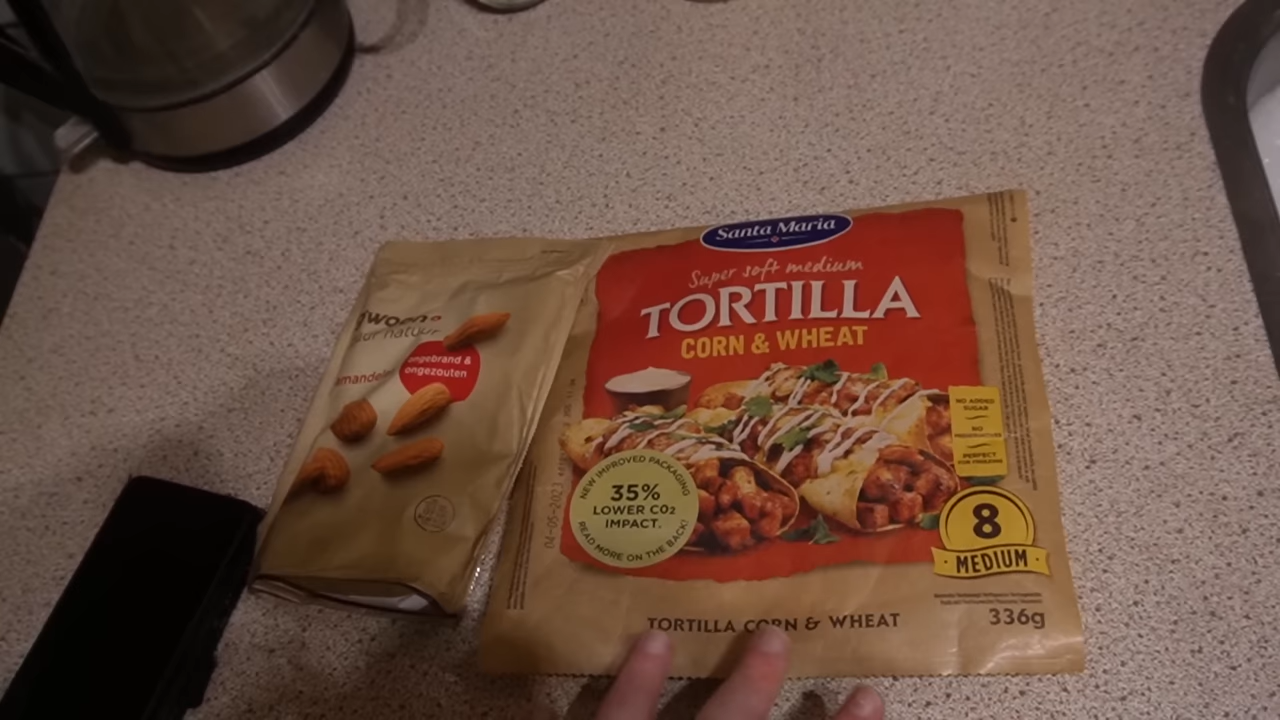 ongebrand &
ongezouten
amandel
Santa Maria
Super soft medium
TORTILLA
CORN & WHEAT
NO ADDED
SUGAR
NO
PRESERVATIVES
PERFECT
FOR FREEZING
NEW IMPROVED PACKAGING
35%
LOWER CO2
IMPACT.
READ MORE ON THE BACK!
8
MEDIUM
TORTILLA CORN & WHEAT
336g